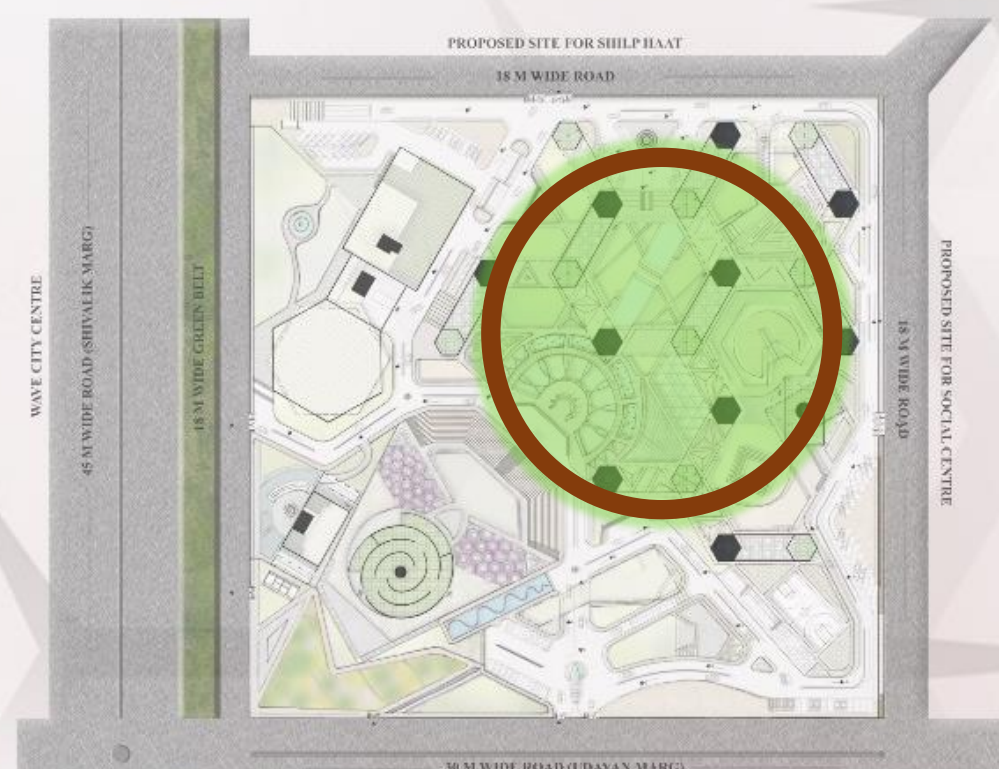 PROPOSED SITE FOR SHILP HAAT
18 M WIDE ROAD
WAVE CITY CENTRE
45 M WIDE ROAD (SHIVALIK MARG)
18 M WIDE GREEN BELT
18 M WIDE ROAD
PROPOSED SITE FOR SOCIAL CENTRE
30 M WIDE ROAD (UDAYAN MARG)